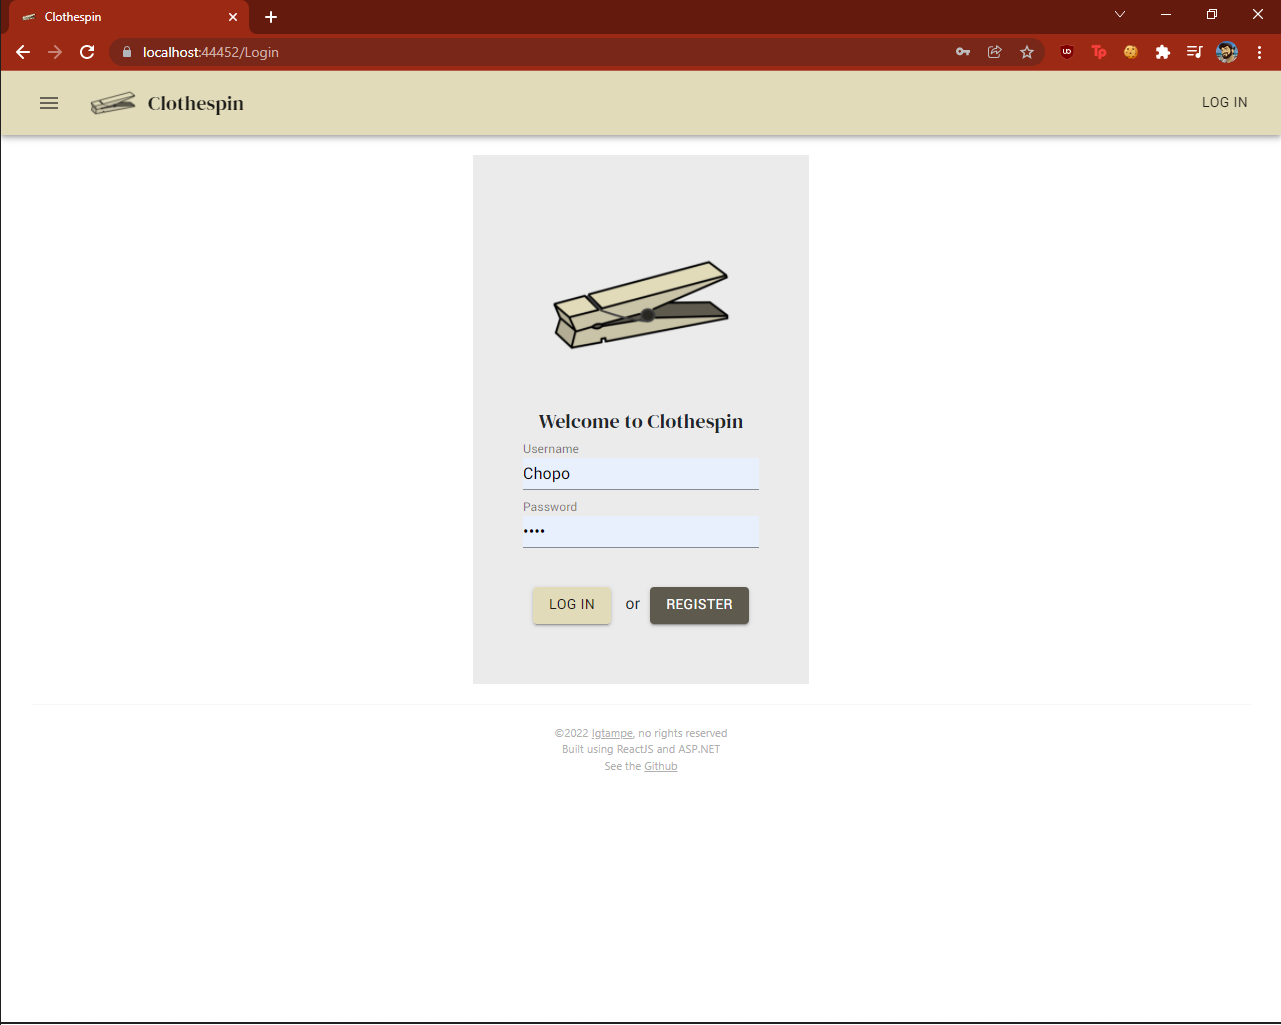 Clothespin
localhost:44452/Login
Clothespin
LOG IN
Welcome to Clothespin
Username
Chopo
Password
••••
LOG IN or REGISTER
©2022 Igtampe, no rights reserved
Built using ReactJS and ASP.NET
See the Github